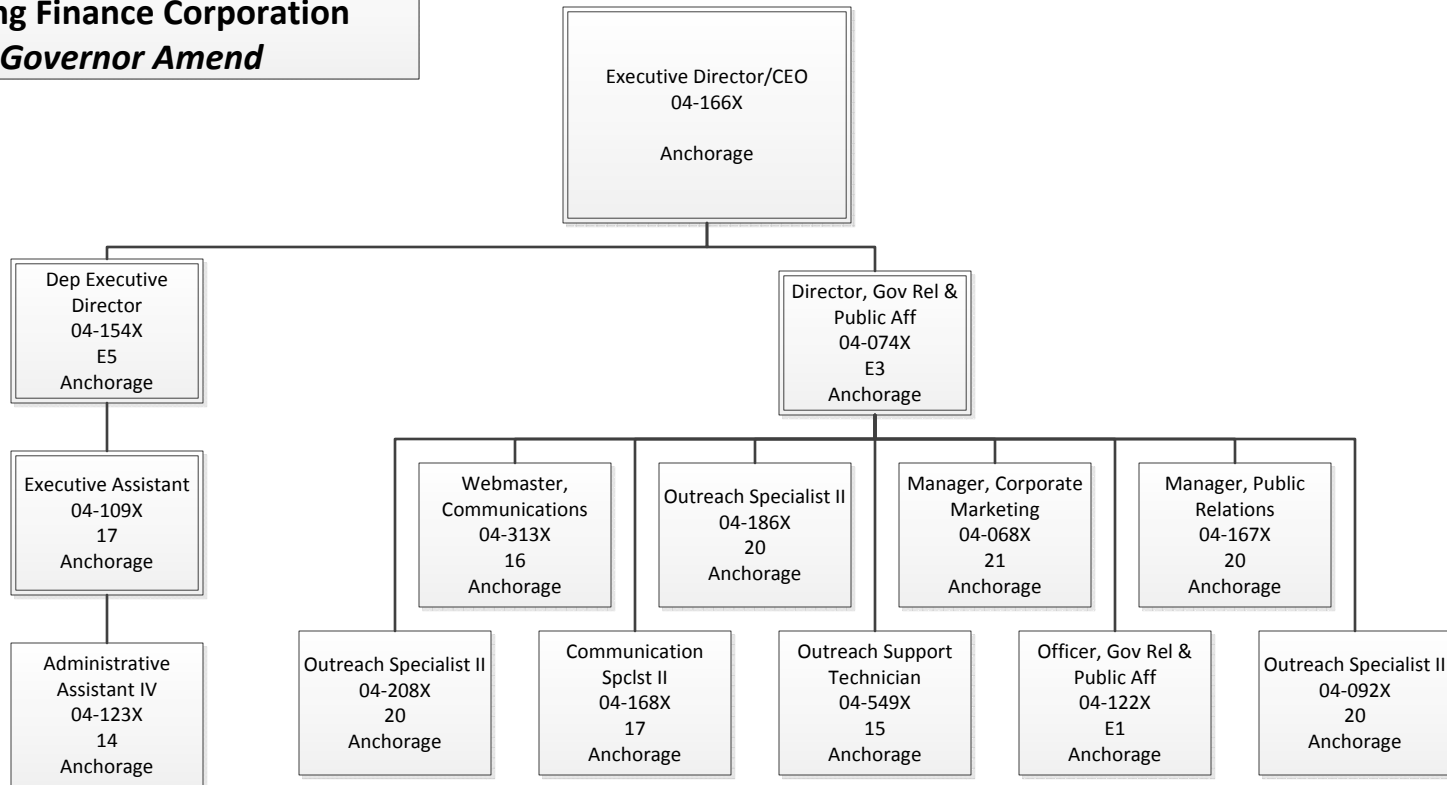 ng Finance Corporation
Governor Amend
Executive Director/CEO
04-166X
Anchorage
Dep Executive
Director
04-154X
E5
Anchorage
Director, Gov Rel &
Public Aff
04-074X
E3
Anchorage
Executive Assistant
04-109X
17
Anchorage
Webmaster,
Communications
04-313X
16
Anchorage
Outreach Specialist II
04-186X
20
Anchorage
Manager, Corporate
Marketing
04-068X
21
Anchorage
Manager, Public
Relations
04-167X
20
Anchorage
Administrative
Assistant IV
04-123X
14
Anchorage
Outreach Specialist II
04-208X
20
Anchorage
Communication
Spclst II
04-168X
17
Anchorage
Outreach Support
Technician
04-549X
15
Anchorage
Officer, Gov Rel &
Public Aff
04-122X
E1
Anchorage
Outreach Specialist II
04-092X
20
Anchorage